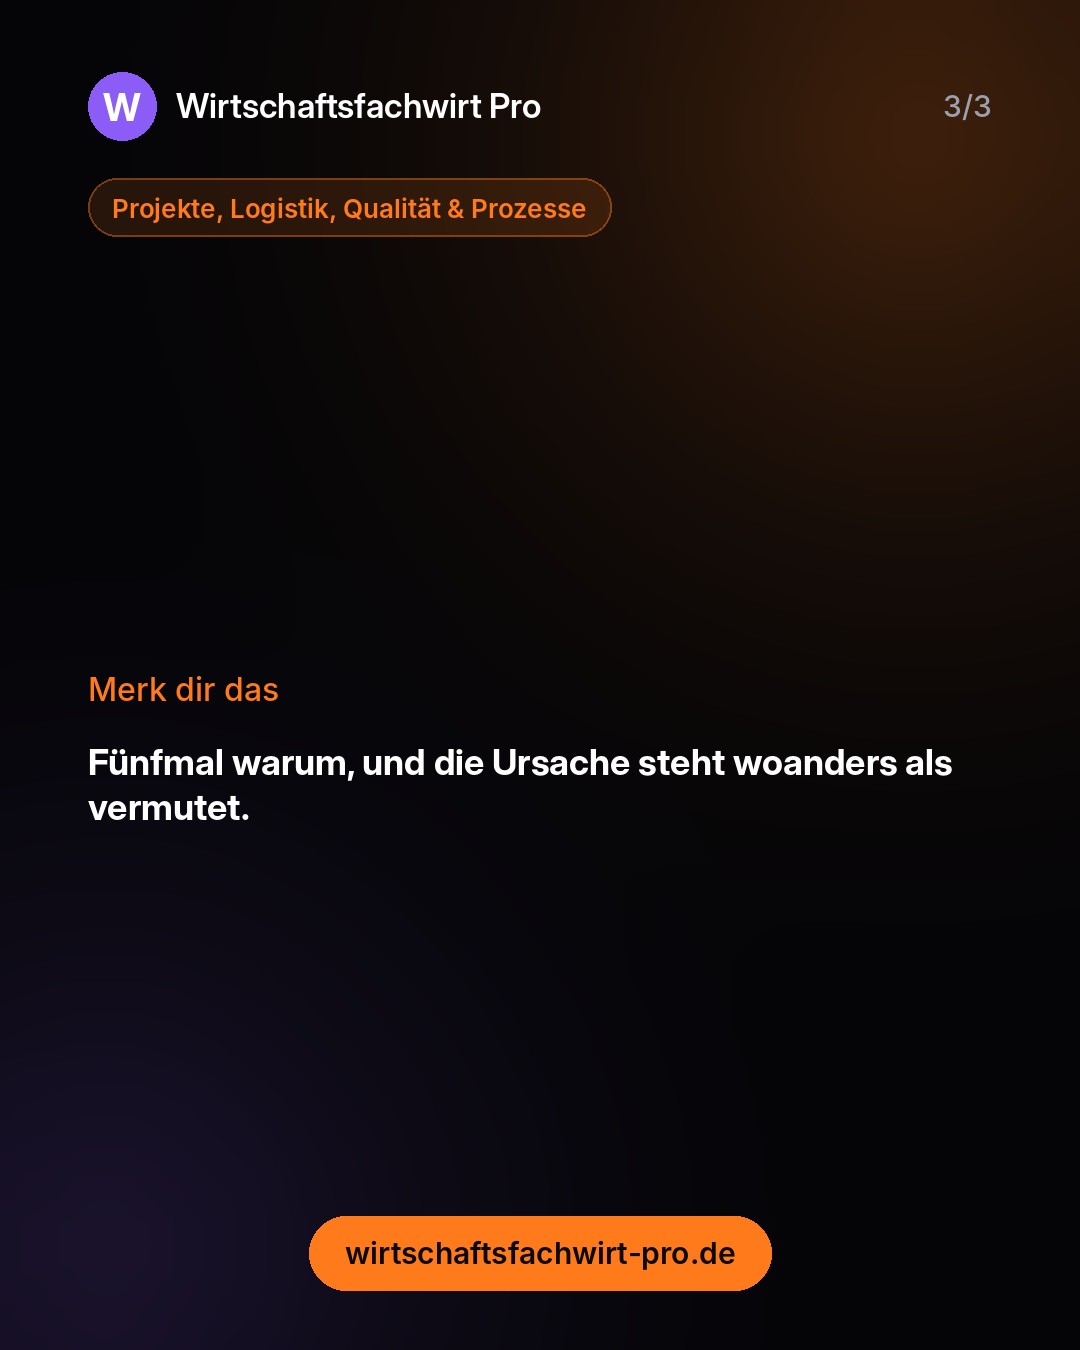 W Wirtschaftsfachwirt Pro
3/3
Projekte, Logistik, Qualität & Prozesse
Merk dir das
Fünfmal warum, und die Ursache steht woanders als
vermutet.
wirtschaftsfachwirt-pro.de